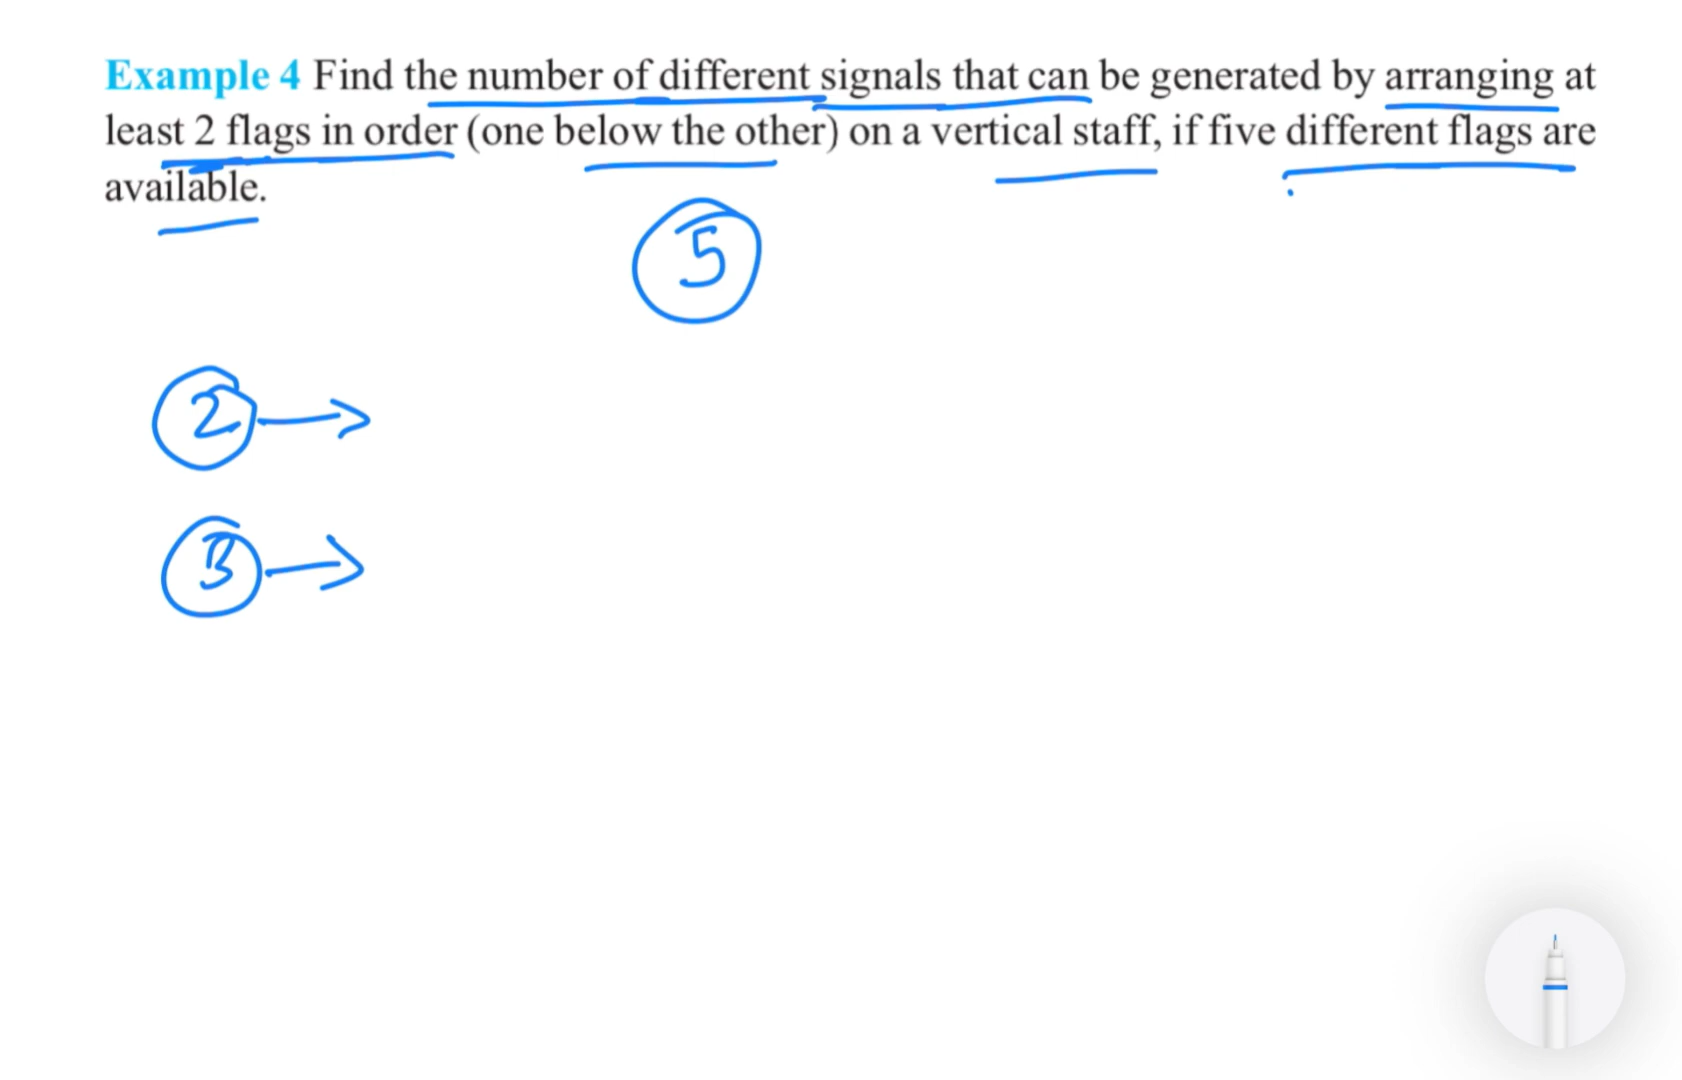 Example 4 Find the number of different signals that can be generated by arranging at
least 2 flags in order (one below the other) on a vertical staff, if five different flags are
available.
5
2
3